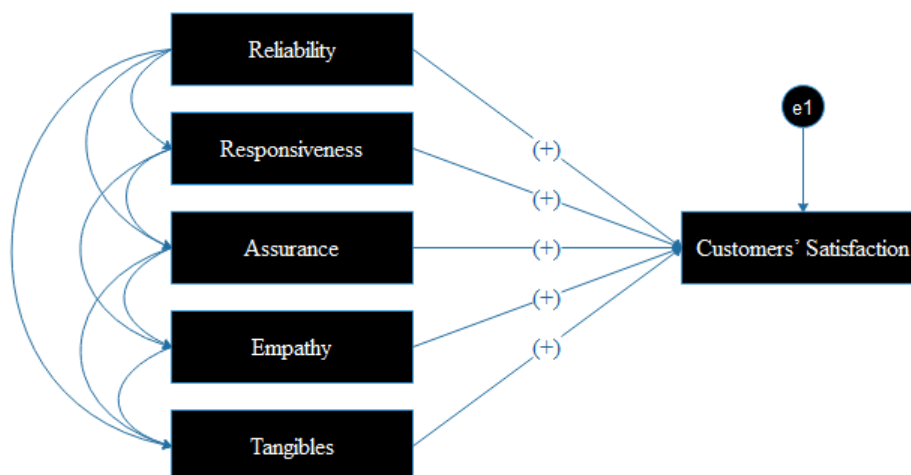 Reliability
Responsiveness
Assurance
Empathy
Tangibles
(+)
(+)
(+)
(+)
(+)
e1
Customers’ Satisfaction